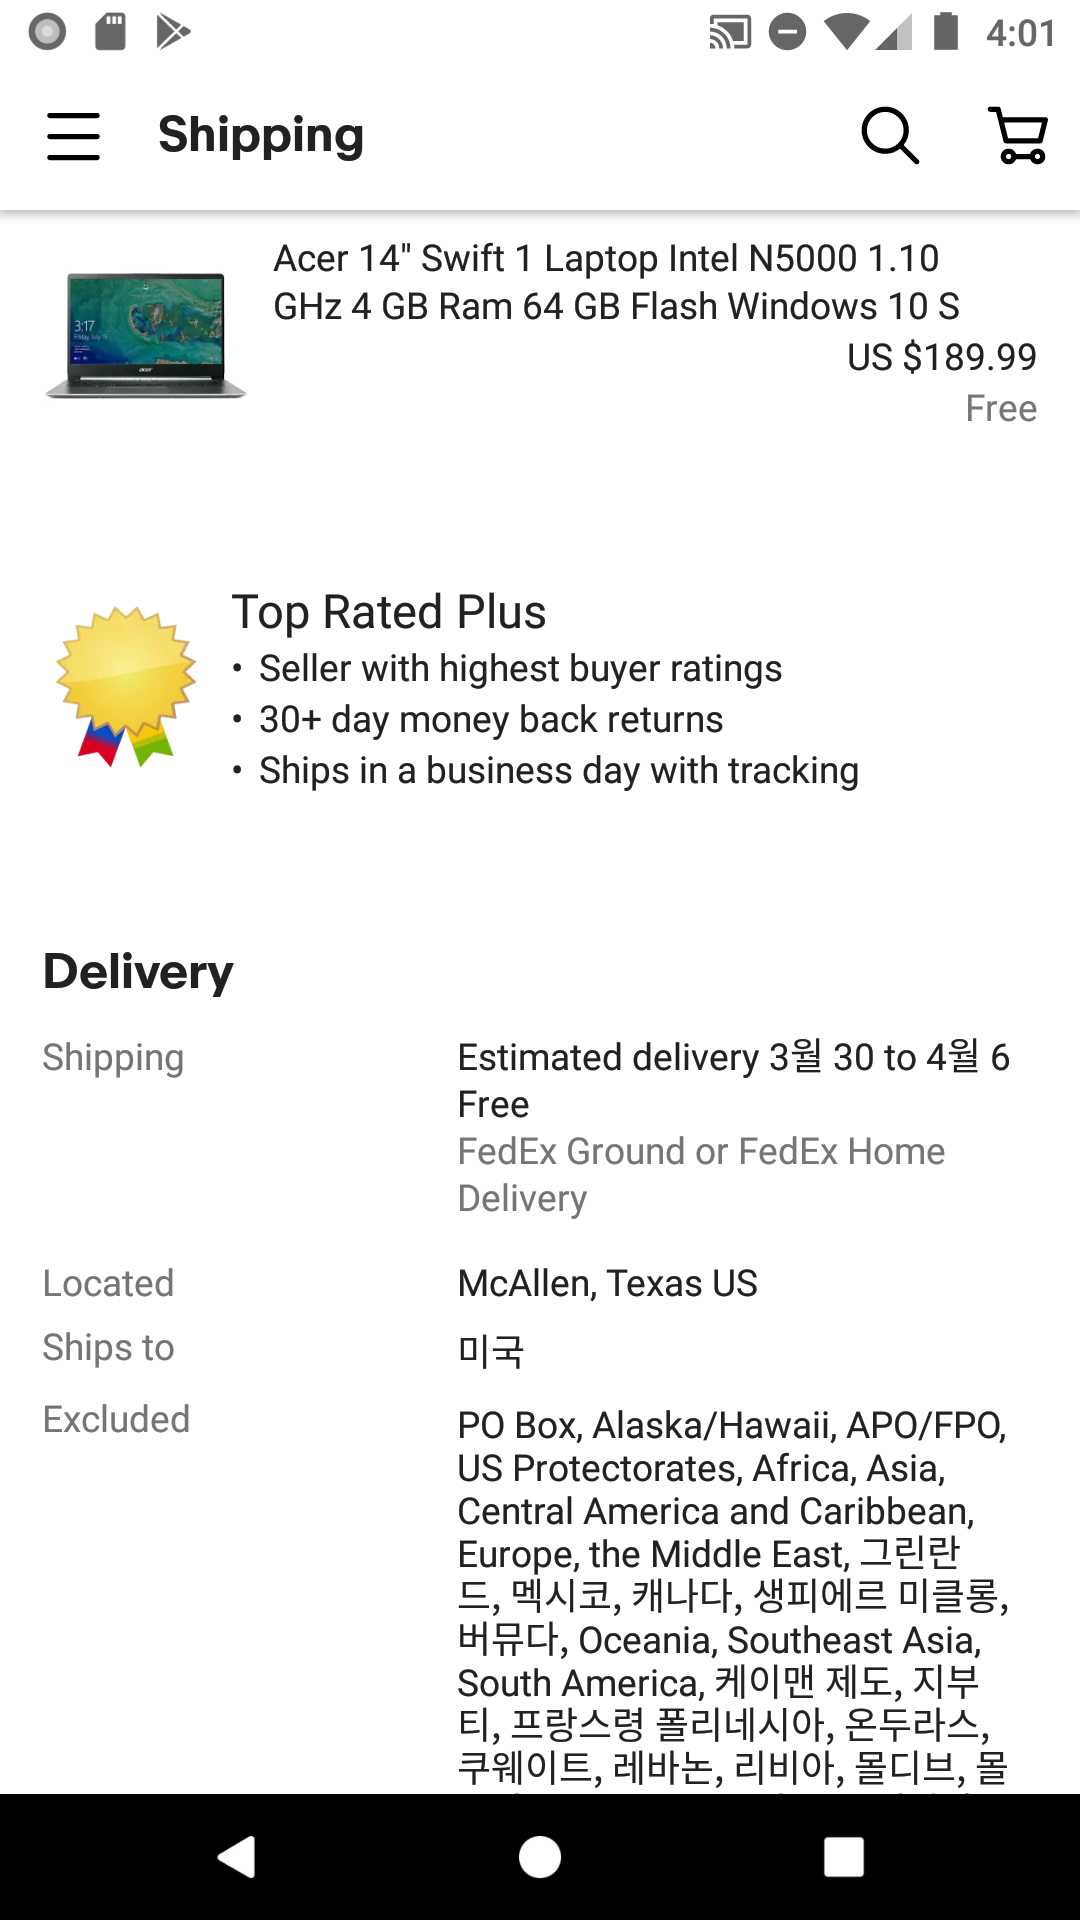 4:01
Shipping
Acer 14" Swift 1 Laptop Intel N5000 1.10
GHz 4 GB Ram 64 GB Flash Windows 10 S
US $189.99
Free
3:17
acer
Top Rated Plus
• Seller with highest buyer ratings
• 30+ day money back returns
• Ships in a business day with tracking
Delivery
Shipping
Estimated delivery 3월 30 to 4월 6
Free
FedEx Ground or FedEx Home
Delivery
Located
McAllen, Texas US
Ships to
미국
Excluded
PO Box, Alaska/Hawaii, APO/FPO,
US Protectorates, Africa, Asia,
Central America and Caribbean,
Europe, the Middle East, 그린란
드, 멕시코, 캐나다, 생피에르 미클롱,
버뮤다, Oceania, Southeast Asia,
South America, 케이맨 제도, 지부
티, 프랑스령 폴리네시아, 온두라스,
쿠웨이트, 레바논, 리비아, 몰디브, 몰